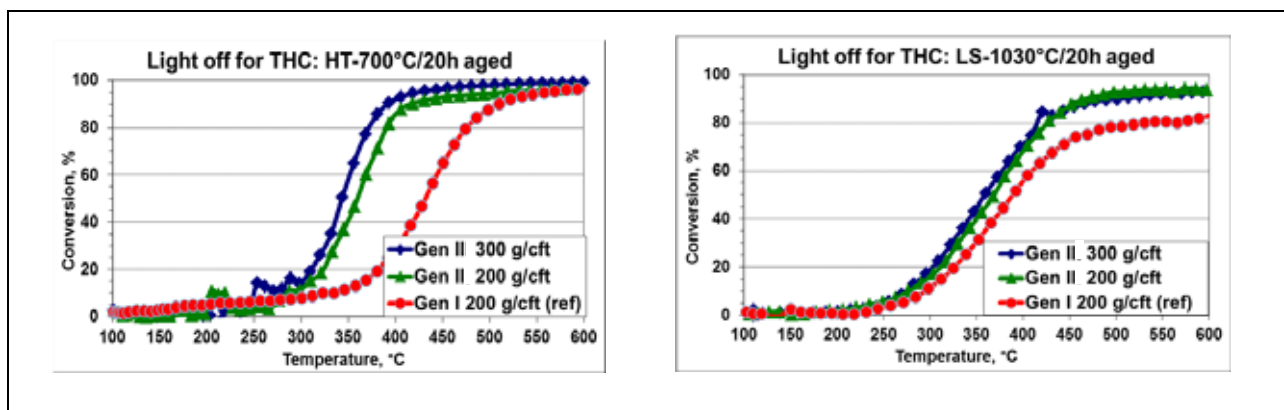 Light off for THC: HT-700°C/20h aged
100
80
60
40
20
0
Conversion, %
Gen II 300 g/cft
Gen II 200 g/cft
Gen I 200 g/cft (ref)
100 150 200 250 300 350 400 450 500 550 600
Temperature, °C
Light off for THC: LS-1030°C/20h aged
100
80
60
40
20
0
Conversion, %
Gen II 300 g/cft
Gen II 200 g/cft
Gen I 200 g/cft (ref)
100 150 200 250 300 350 400 450 500 550 600
Temperature, °C